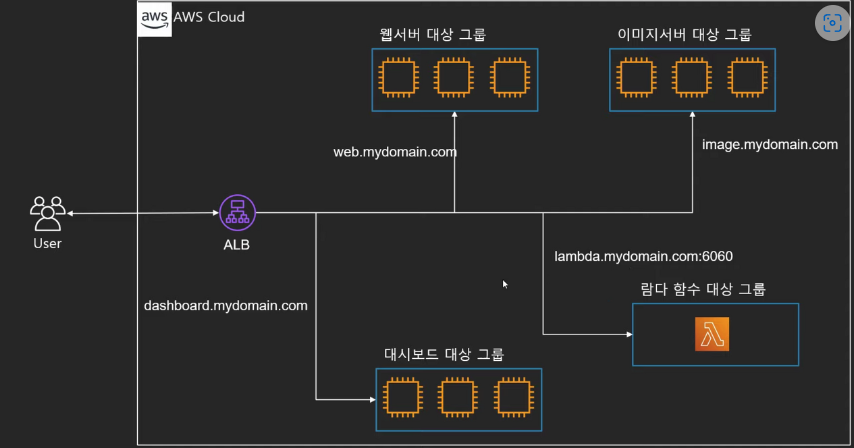 aws AWS Cloud
웹서버 대상 그룹
이미지서버 대상 그룹
web.mydomain.com
image.mydomain.com
User
ALB
lambda.mydomain.com:6060
람다 함수 대상 그룹
dashboard.mydomain.com
대시보드 대상 그룹